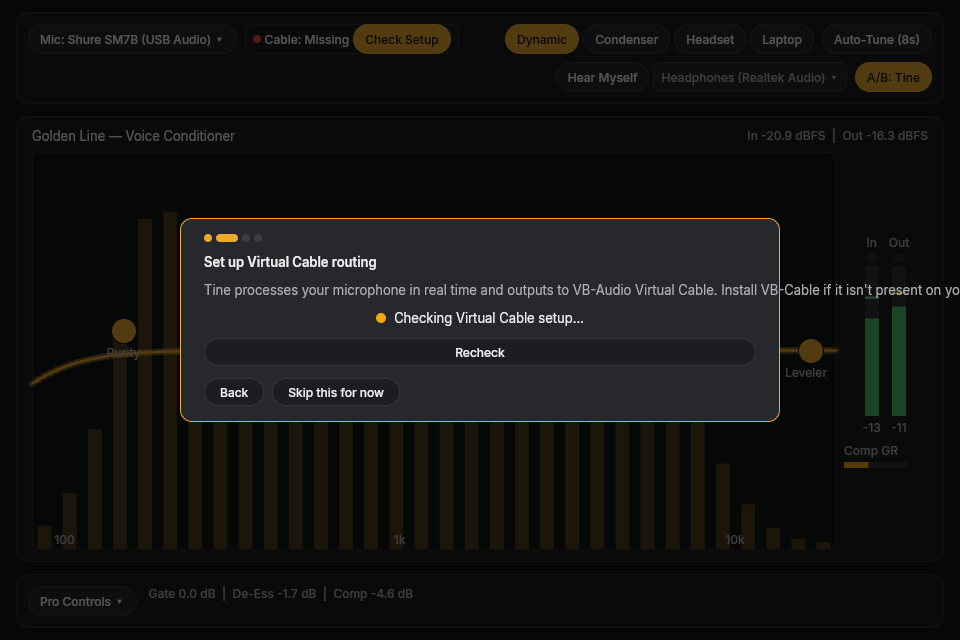 Mic: Shure SM7B (USB Audio) ▾
Cable: Missing
Check Setup
Dynamic
Condenser
Headset
Laptop
Auto-Tune (8s)
Hear Myself
Headphones (Realtek Audio) ▾
A/B: Tine
Golden Line — Voice Conditioner
In -20.9 dBFS | Out -16.3 dBFS
In Out
Set up Virtual Cable routing
Tine processes your microphone in real time and outputs to VB-Audio Virtual Cable. Install VB-Cable if it isn't present on yo
Checking Virtual Cable setup...
Recheck
Back
Skip this for now
Purity
Leveler
-13 -11
Comp GR
100 1k 10k
Pro Controls ▾
Gate 0.0 dB | De-Ess -1.7 dB | Comp -4.6 dB